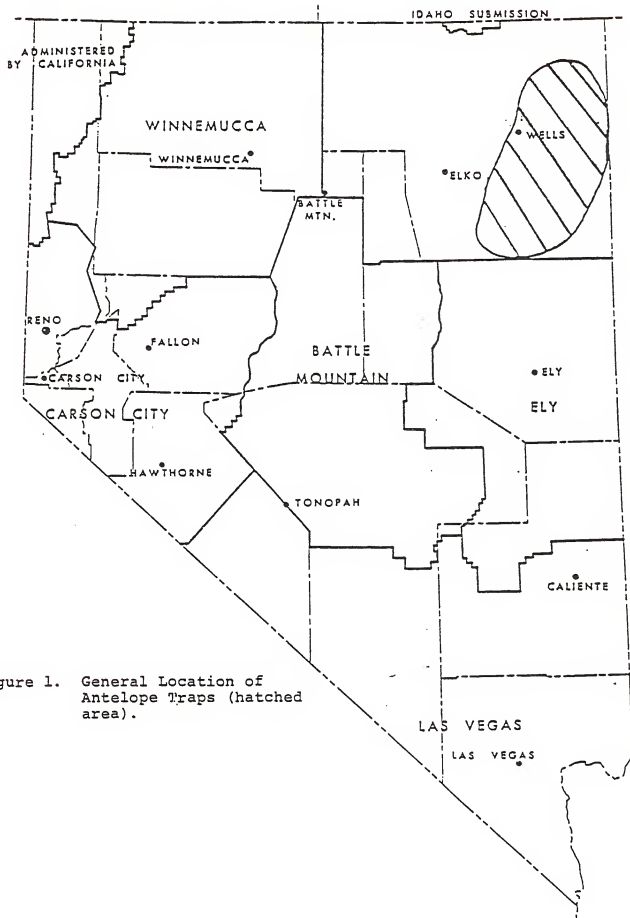 IDAHO SUBMISSION
ADMINISTERED
BY CALIFORNIA
WINNEMUCCA
WINNEMUCCA
WELLS
ELKO
BATTLE
MTN.
RENO
FALLON
BATTLE
MOUNTAIN
CARSON CITY
ELY
ELY
CARSON CITY
HAWTHORNE
TONOPAH
CALIENTE
gure 1. General Location of
Antelope Traps (hatched
area).
LAS VEGAS
LAS VEGAS